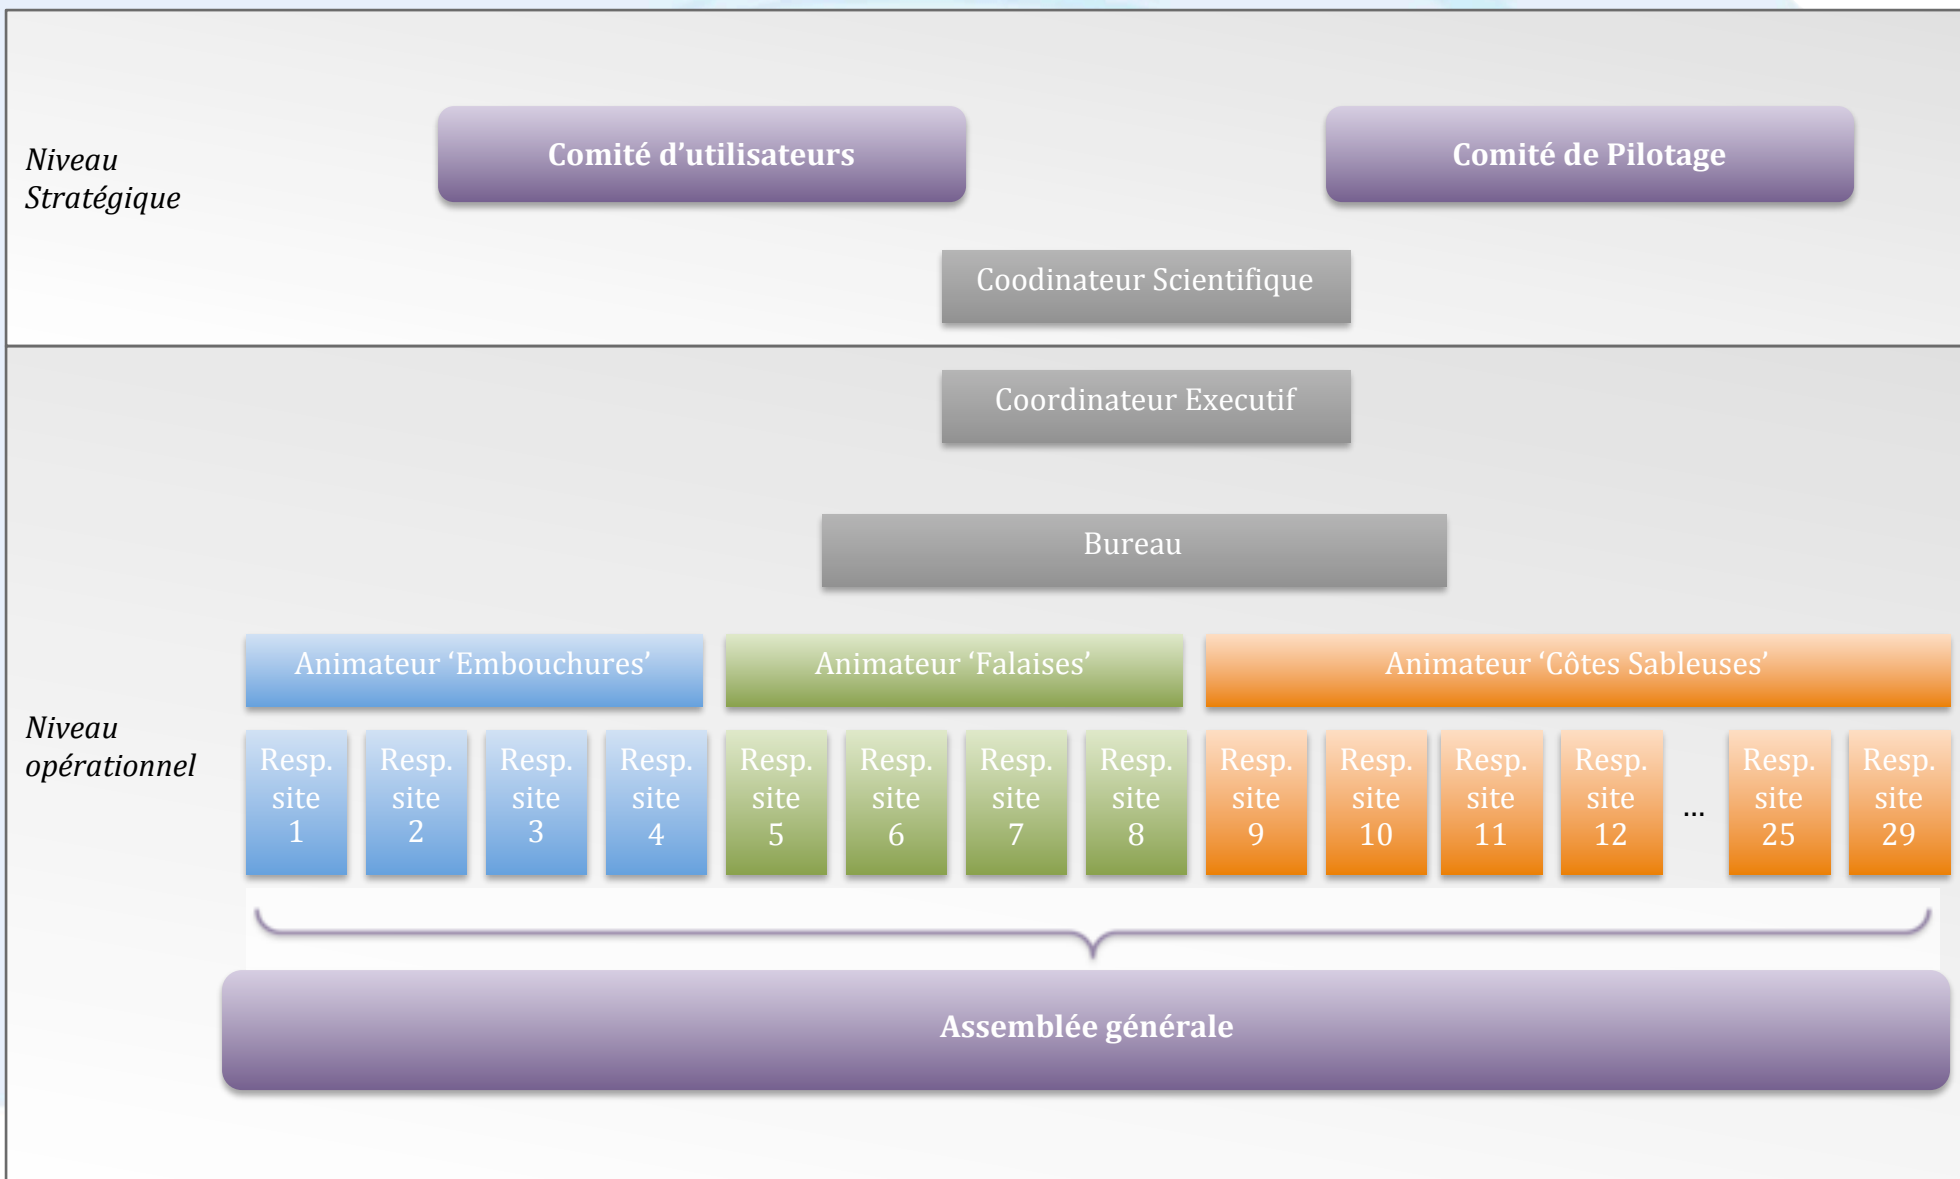 Niveau
Stratégique
Comité d'utilisateurs
Comité de Pilotage
Coodinateur Scientifique
Coordinateur Executif
Bureau
Niveau
opérationnel
Animateur ‘Embouchures’
Animateur ‘Falaises’
Animateur ‘Côtes Sableuses’
Resp.
site
1
Resp.
site
2
Resp.
site
3
Resp.
site
4
Resp.
site
5
Resp.
site
6
Resp.
site
7
Resp.
site
8
Resp.
site
9
Resp.
site
10
Resp.
site
11
Resp.
site
12
...
Resp.
site
25
Resp.
site
29
Assemblée générale